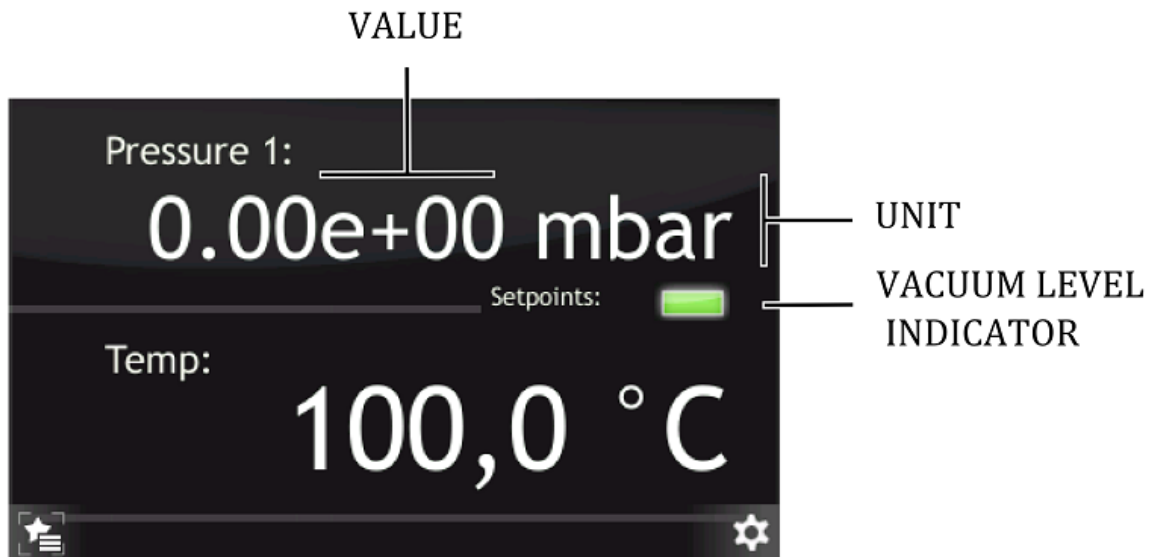 VALUE
Pressure 1:
0.00e+00 mbar
UNIT
Setpoints:
VACUUM LEVEL
INDICATOR
Temp:
100,0 °C